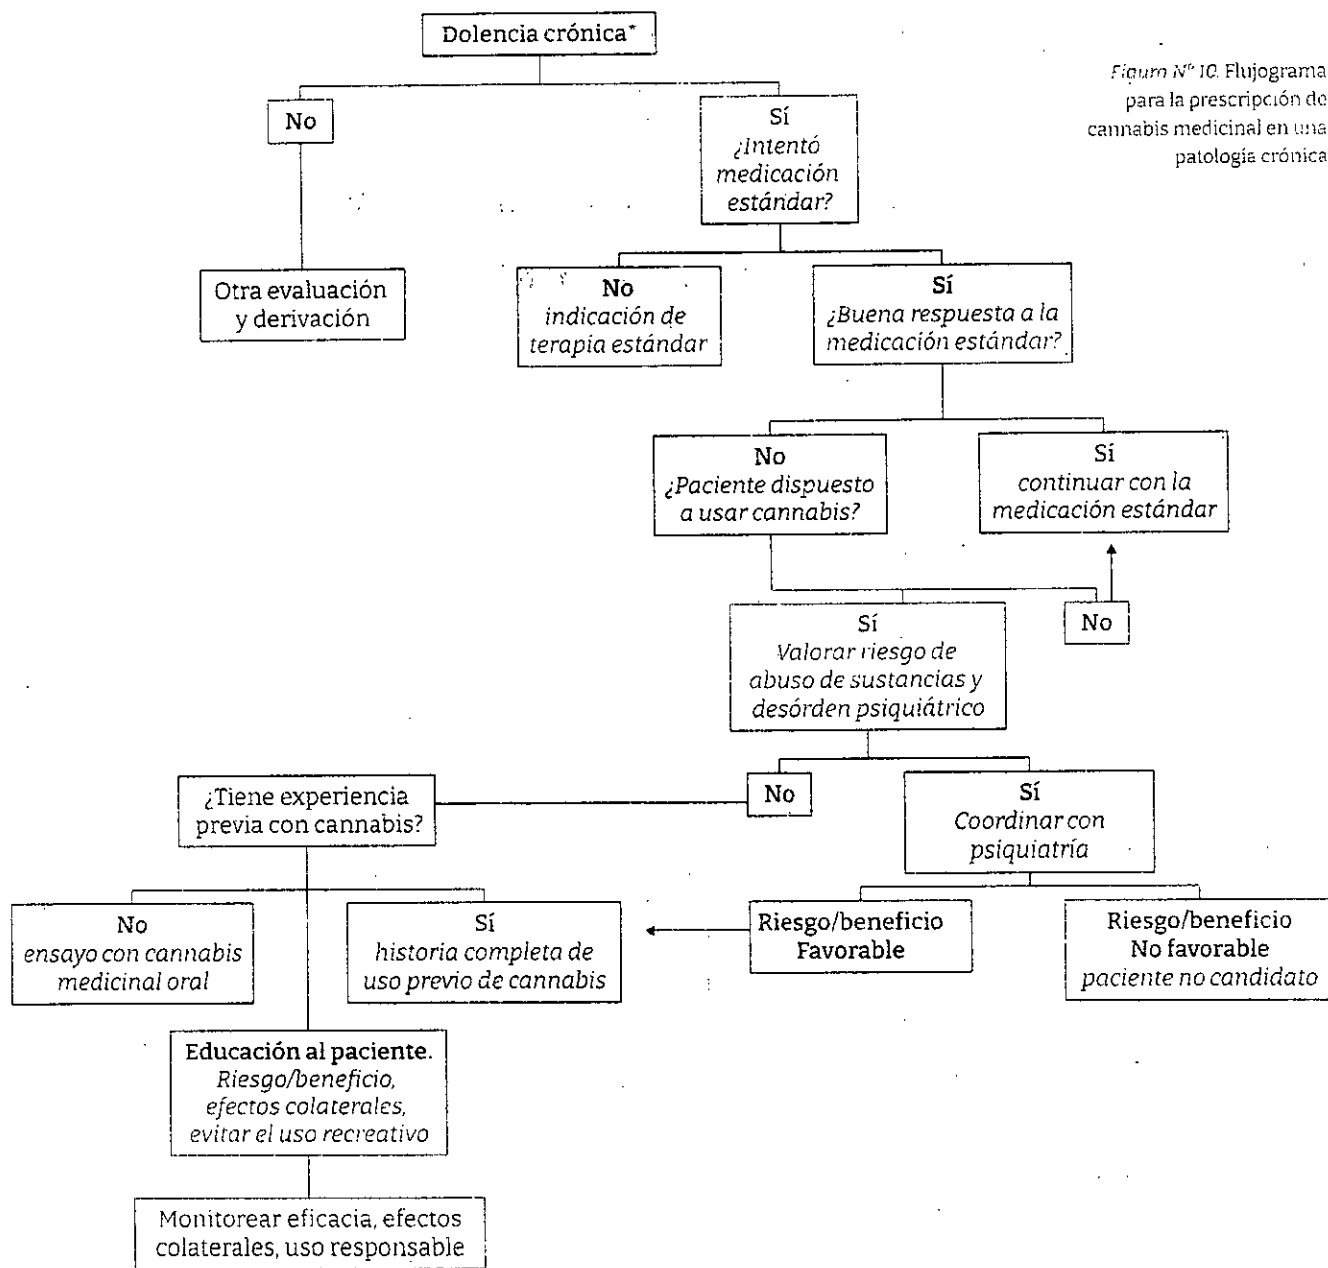 Dolencia crónica*
Figura N° 10. Flujograma
para la prescripción de
cannabis medicinal en una
patología crónica
No
Sí
¿Intentó
medicación
estándar?
Otra evaluación
y derivación
No
indicación de
terapia estándar
Sí
¿Buena respuesta a la
medicación estándar?
No
¿Paciente dispuesto
a usar cannabis?
Sí
continuar con la
medicación estándar
Sí
Valorar riesgo de
abuso de sustancias y
desórden psiquiátrico
No
¿Tiene experiencia
previa con cannabis?
No
Sí
Coordinar con
psiquiatría
No
ensayo con cannabis
medicinal oral
Sí
historia completa de
uso previo de cannabis
Riesgo/beneficio
Favorable
Riesgo/beneficio
No favorable
paciente no candidato
Educación al paciente.
Riesgo/beneficio,
efectos colaterales,
evitar el uso recreativo
Monitorear eficacia, efectos
colaterales, uso responsable